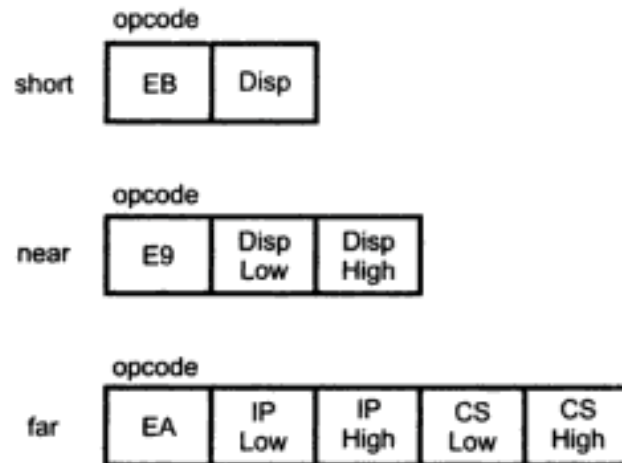 opcode
short EB Disp
opcode
near E9 Disp Low Disp High
opcode
far EA IP Low IP High CS Low CS High